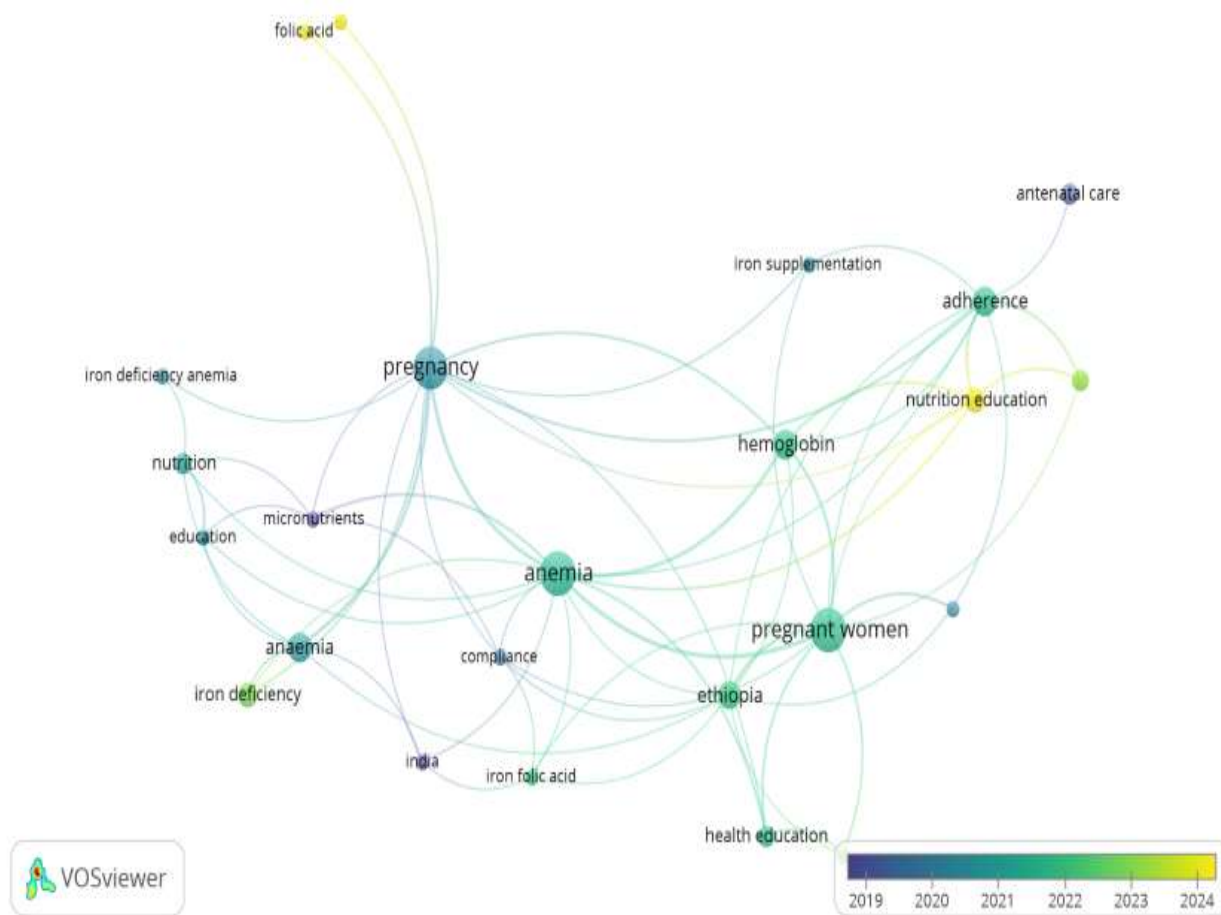 folic acid
antenatal care
iron supplementation
adherence
pregnancy
iron deficiency anemia
nutrition education
hemoglobin
nutrition
micronutrients
education
anemia
pregnant women
anaemia
compliance
iron deficiency
ethiopia
india
iron folic acid
health education
VOSviewer
2019 2020 2021 2022 2023 2024